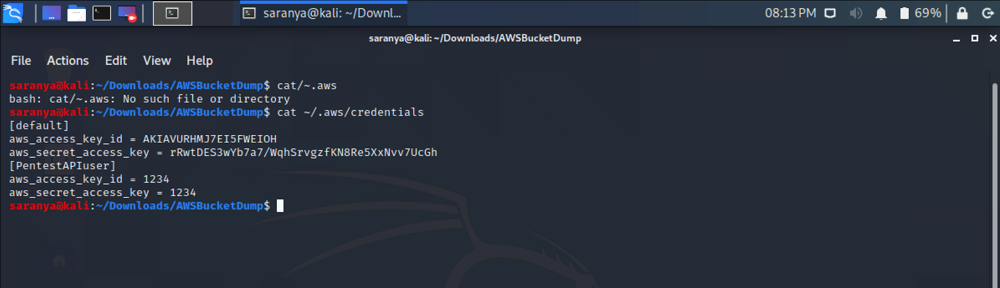 saranya@kali: ~/Downl...
08:13 PM
69%
saranya@kali: ~/Downloads/AWSBucketDump
File Actions Edit View Help
saranya@kali:~/Downloads/AWSBucketDump$ cat/~.aws
bash: cat/~.aws: No such file or directory
saranya@kali:~/Downloads/AWSBucketDump$ cat ~/.aws/credentials
[default]
aws_access_key_id = AKIAVURHMJ7EI5FWEIOH
aws_secret_access_key = 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
[PentestAPIuser]
aws_access_key_id = 1234
aws_secret_access_key = 1234
saranya@kali:~/Downloads/AWSBucketDump$